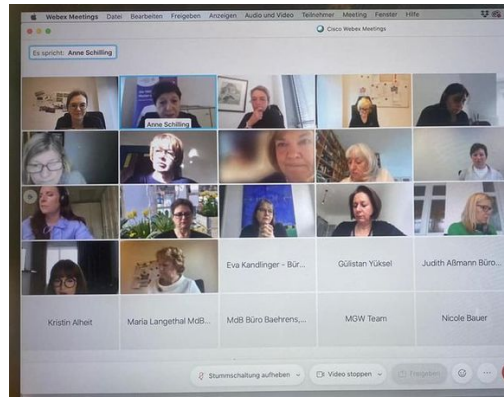 Webex Meetings Datei Bearbeiten Freigeben Anzeigen Audio und Video Teilnehmer Meeting Fenster Hilfe
Cisco Webex Meetings
Es spricht: Anne Schilling
Anne Schilling
Eva Kandlinger - Bür...
Gülistan Yüksel
Judith Aßmann Büro...
Kristin Alheit
Maria Langethal MdB...
MdB Büro Baehrens,...
MGW Team
Nicole Bauer
Stummschaltung aufheben
Video stoppen
Freigeben